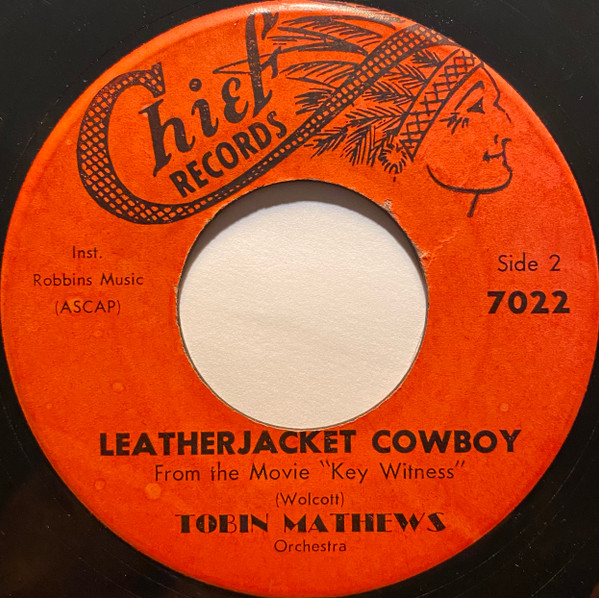 Chief
RECORDS
Inst.
Robbins Music
(ASCAP)
Side 2
7022
LEATHERJACKET COWBOY
From the Movie "Key Witness"
(Wolcott)
TOBIN MATHEWS
Orchestra